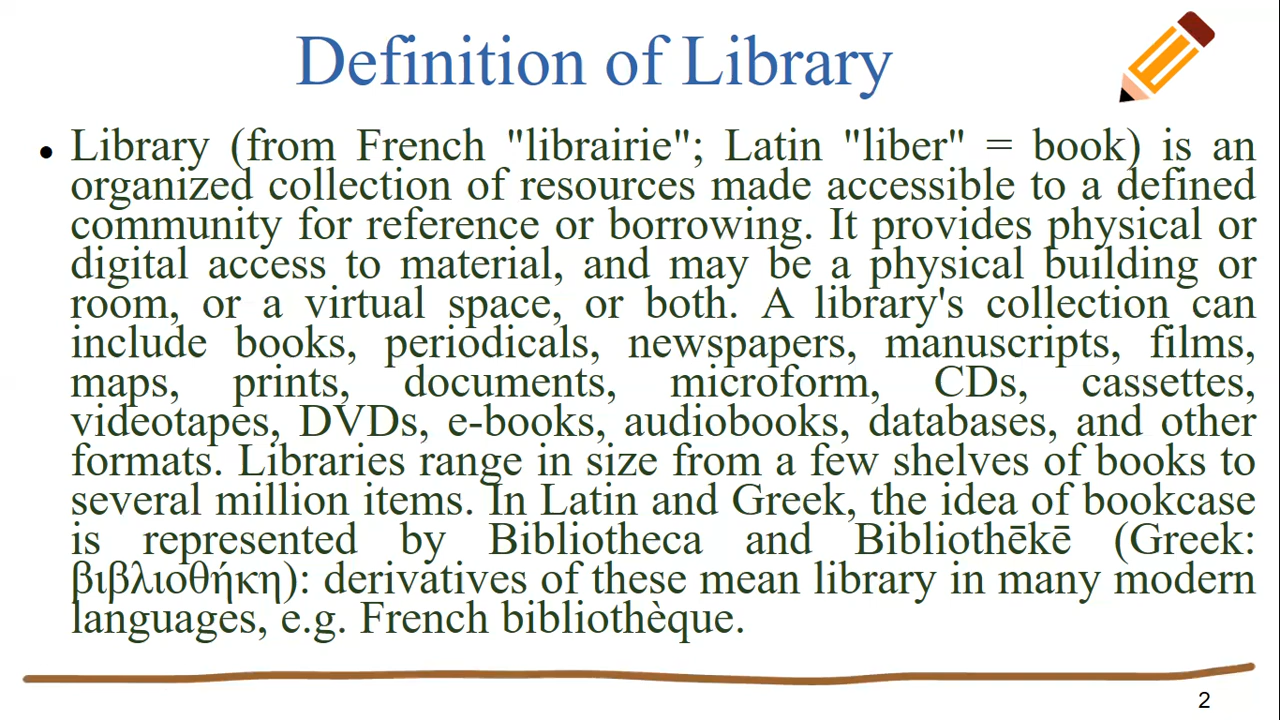 Definition of Library
• Library (from French "librairie"; Latin "liber" = book) is an
organized collection of resources made accessible to a defined
community for reference or borrowing. It provides physical or
digital access to material, and may be a physical building or
room, or a virtual space, or both. A library's collection can
include books, periodicals, newspapers, manuscripts, films,
maps, prints, documents, microform, CDs, cassettes,
videotapes, DVDs, e-books, audiobooks, databases, and other
formats. Libraries range in size from a few shelves of books to
several million items. In Latin and Greek, the idea of bookcase
is represented by Bibliotheca and Bibliothēkē (Greek:
βιβλιοθήκη): derivatives of these mean library in many modern
languages, e.g. French bibliothèque.
2